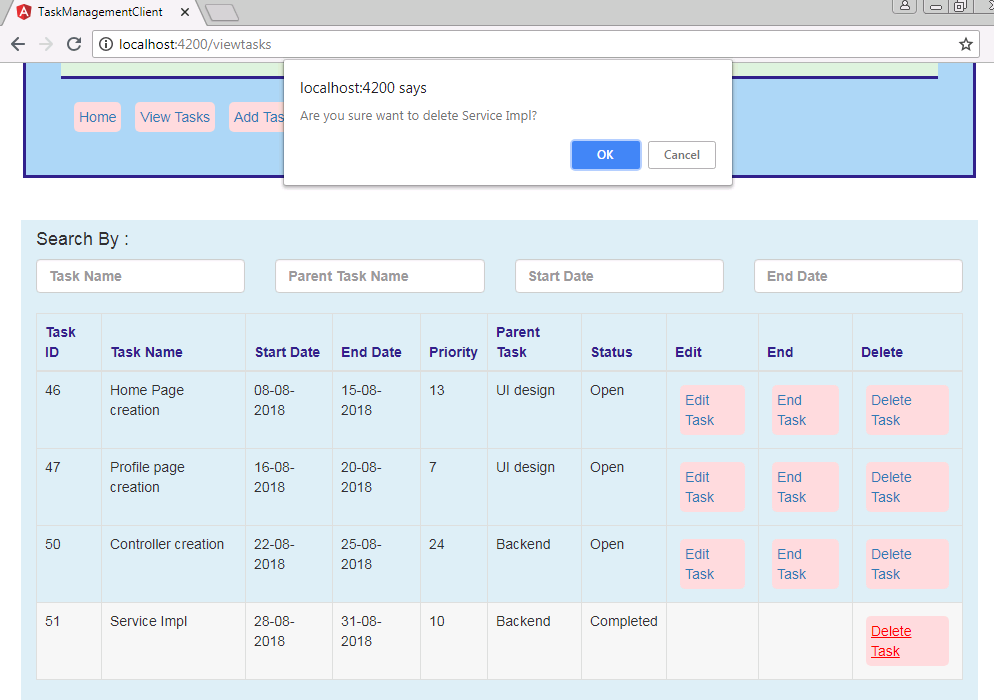 TaskManagementClient
localhost:4200/viewtasks
localhost:4200 says
Are you sure want to delete Service Impl?
OK Cancel
Home View Tasks Add Tas
Search By :
Task Name Parent Task Name Start Date End Date
Task ID Task Name Start Date End Date Priority Parent Task Status Edit End Delete
46 Home Page creation 08-08-2018 15-08-2018 13 UI design Open Edit Task End Task Delete Task
47 Profile page creation 16-08-2018 20-08-2018 7 UI design Open Edit Task End Task Delete Task
50 Controller creation 22-08-2018 25-08-2018 24 Backend Open Edit Task End Task Delete Task
51 Service Impl 28-08-2018 31-08-2018 10 Backend Completed Delete Task